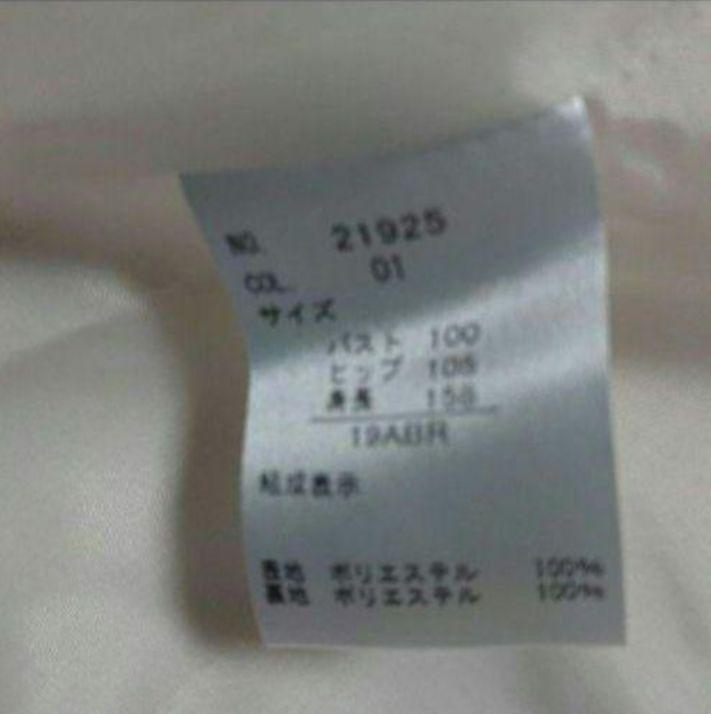 NO. 21925
COL. 01
サイズ
バスト 100
ヒップ 108
身長 158
19ABR
組成表示
表地 ポリエステル 100%
裏地 ポリエステル 100%